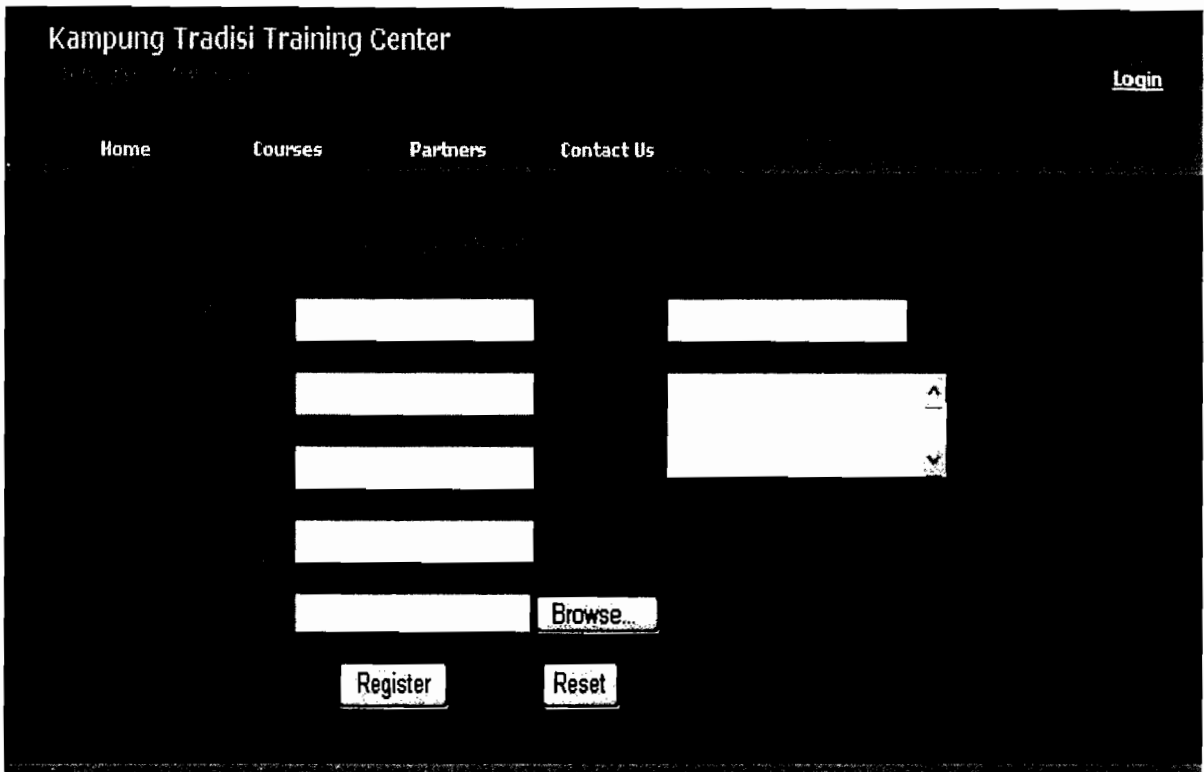 Kampung Tradisi Training Center
Login
Home Courses Partners Contact Us
Browse...
Register Reset